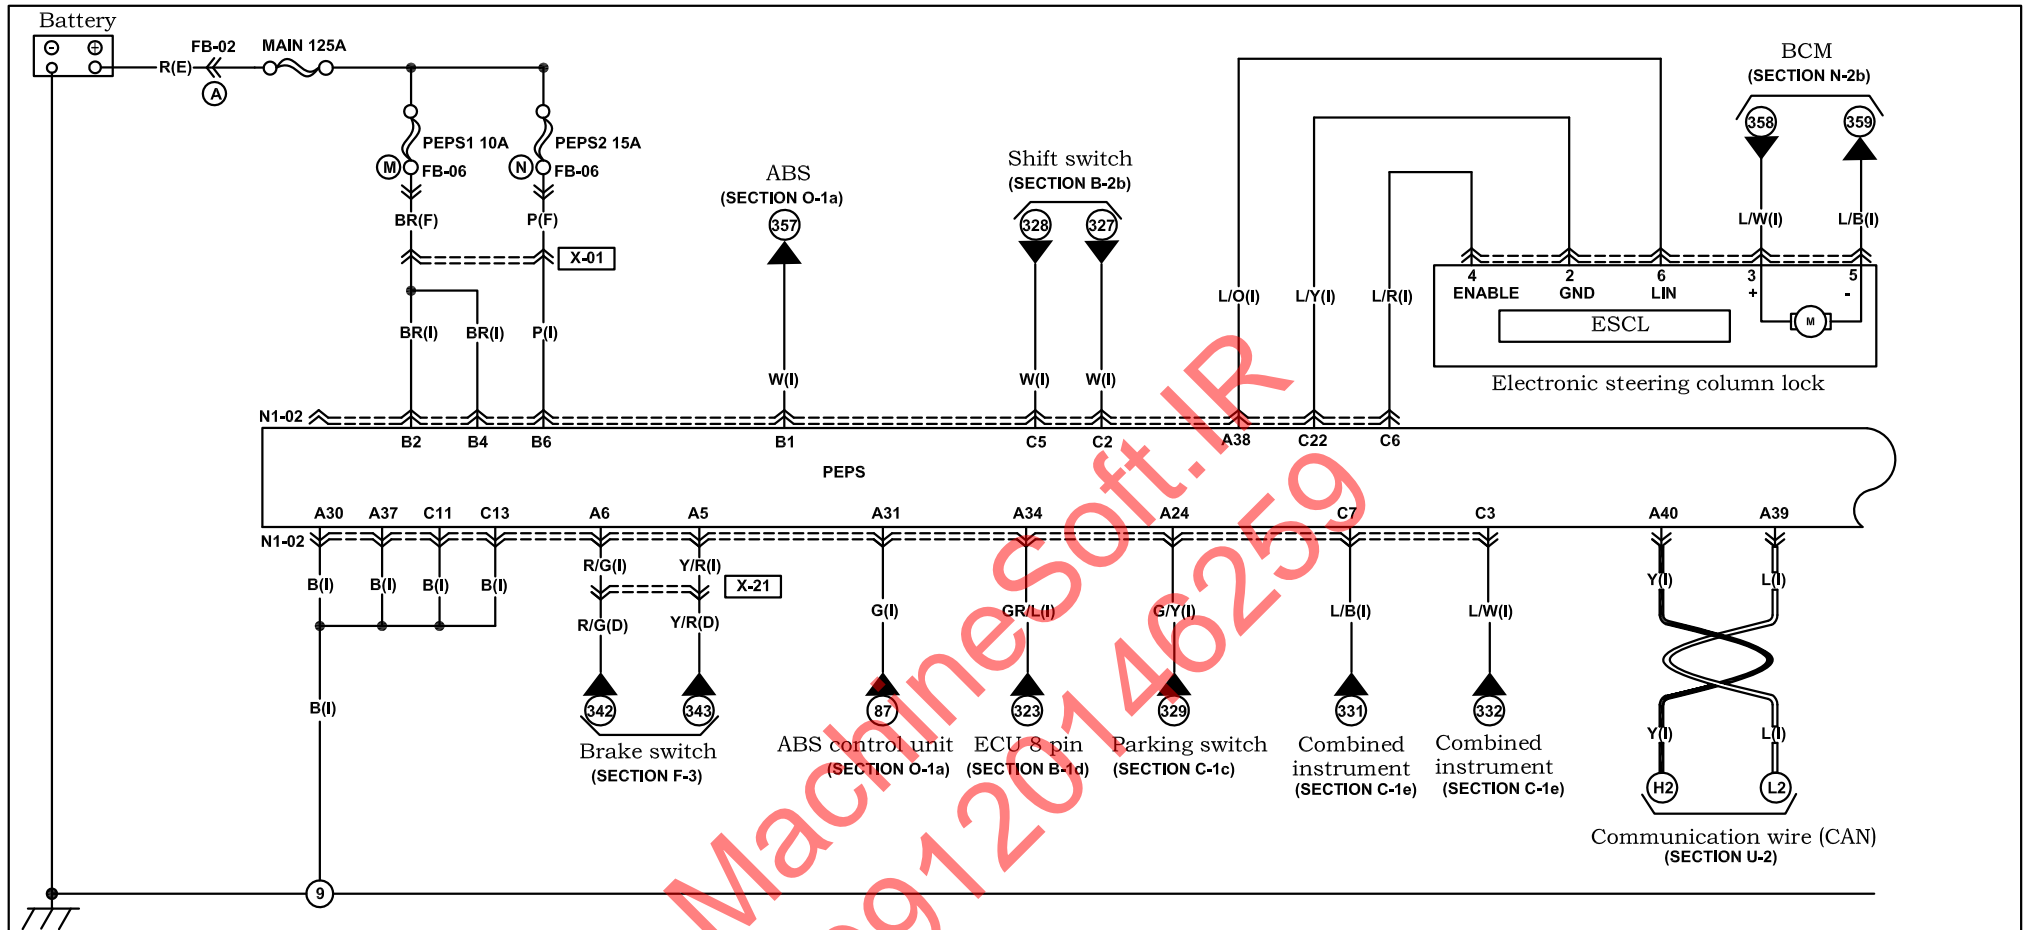 Battery
FB-02
MAIN 125A
R(E)
A
PEPS1 10A
M
FB-06
PEPS2 15A
N
FB-06
BR(F)
P(F)
X-01
BR(I)
BR(I)
P(I)
ABS
(SECTION O-1a)
357
W(I)
Shift switch
(SECTION B-2b)
328
327
W(I)
W(I)
L/O(I)
L/Y(I)
L/R(I)
BCM
(SECTION N-2b)
358
359
L/W(I)
L/B(I)
4
2
6
3
5
ENABLE
GND
LIN
+
-
ESCL
M
Electronic steering column lock
N1-02
B2
B4
B6
B1
C5
C2
A38
C22
C6
PEPS
A30
A37
C11
C13
A6
A5
A31
A34
A24
C7
C3
A40
A39
N1-02
B(I)
B(I)
B(I)
B(I)
R/G(I)
Y/R(I)
X-21
R/G(D)
Y/R(D)
G(I)
GR/L(I)
G/Y(I)
L/B(I)
L/W(I)
Y(I)
L(I)
B(I)
342
343
87
323
329
331
332
Y(I)
L(I)
H2
L2
Brake switch
(SECTION F-3)
ABS control unit
(SECTION O-1a)
ECU 8 pin
(SECTION B-1d)
Parking switch
(SECTION C-1c)
Combined
instrument
(SECTION C-1e)
Combined
instrument
(SECTION C-1e)
Communication wire (CAN)
(SECTION U-2)
9
MachineSoft.IR
09120146259